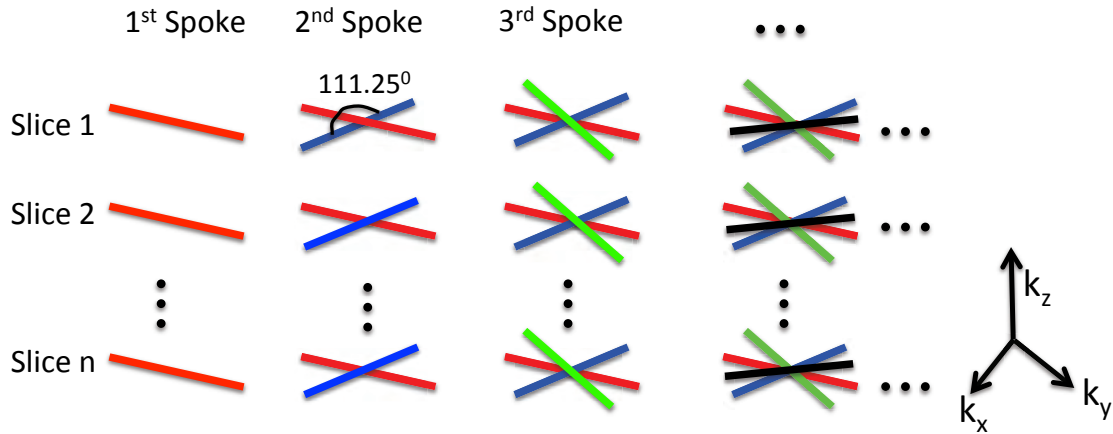 1st Spoke 2nd Spoke 3rd Spoke ...
111.25⁰
Slice 1 ...
Slice 2 ...
Slice n ...
kz
kx
ky